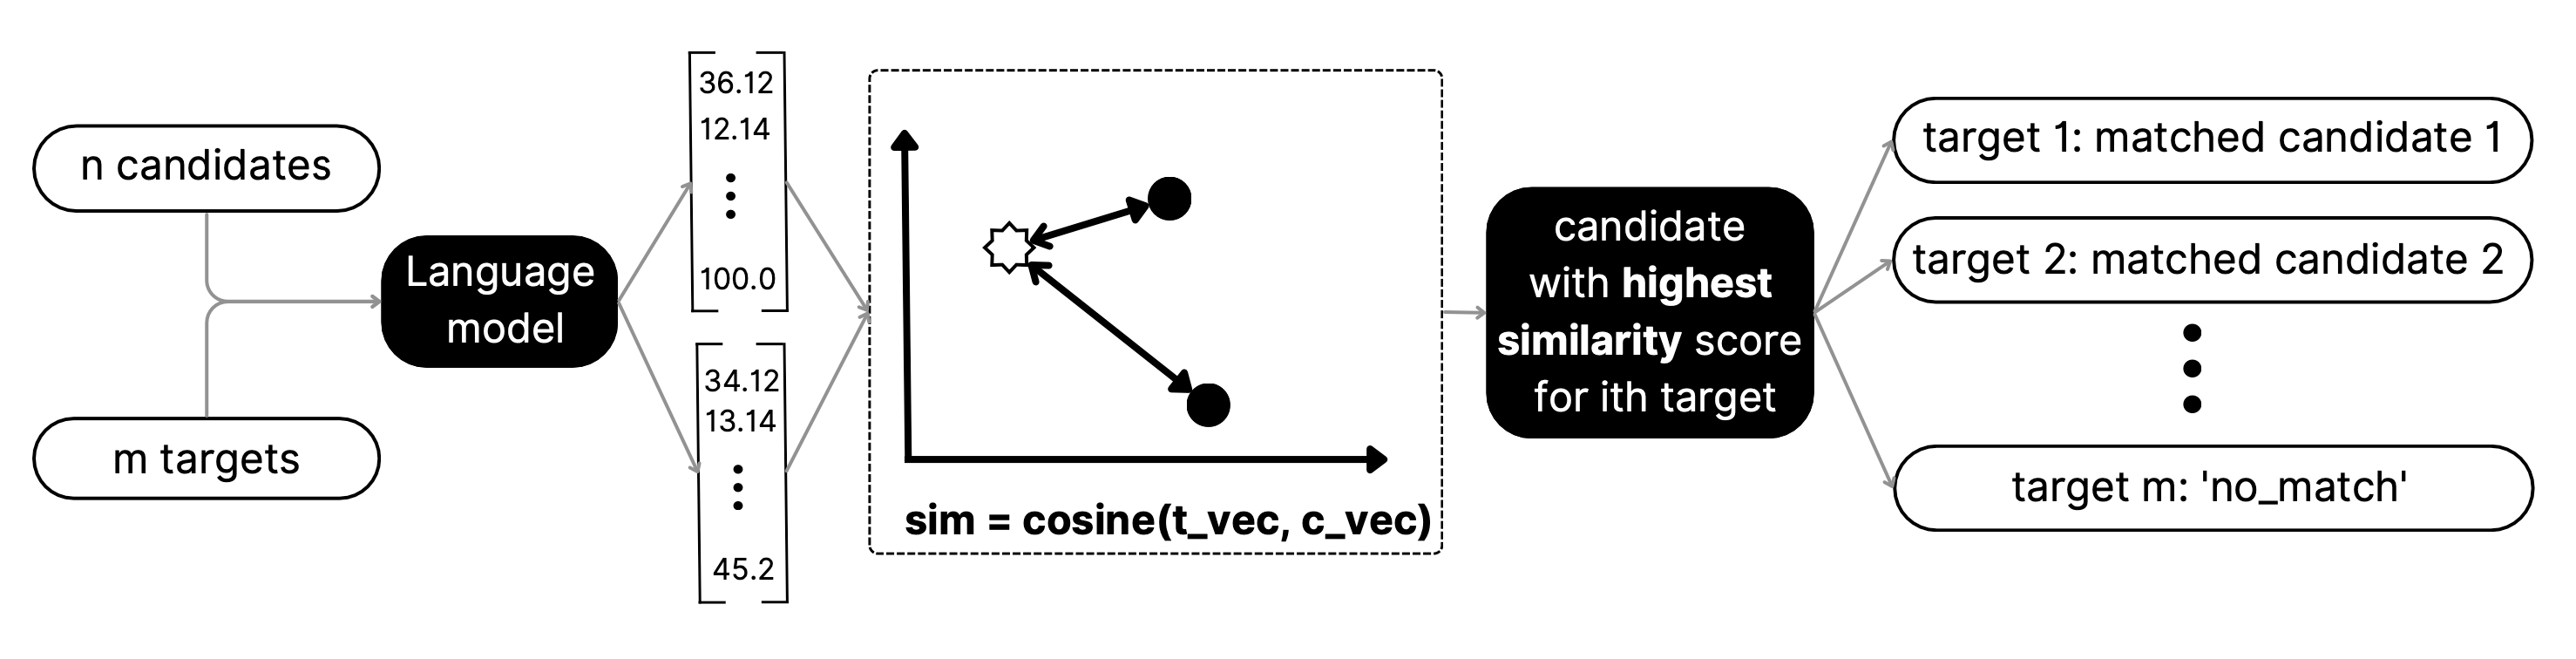 n candidates
m targets
Language
model
36.12
12.14
100.0
34.12
13.14
45.2
sim = cosine(t_vec, c_vec)
candidate
with highest
similarity score
for ith target
target 1: matched candidate 1
target 2: matched candidate 2
target m: 'no_match'